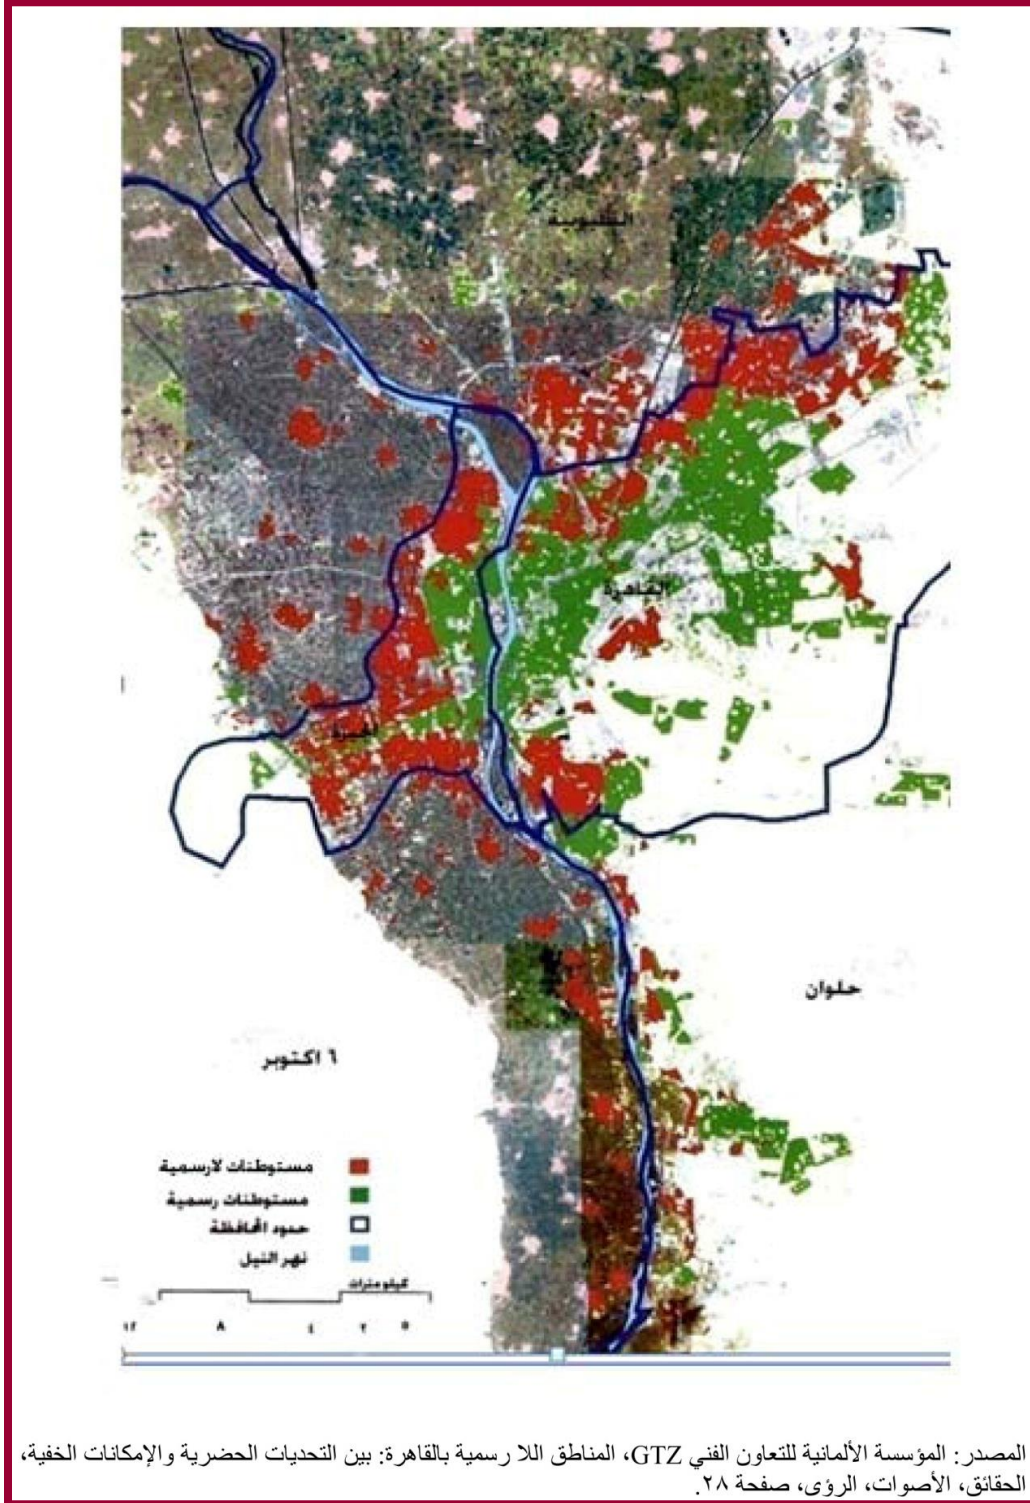 القليوبية
القاهرة
الجيزة
حلوان
٦ اكتوبر
مستوطنات لارسمية
مستوطنات رسمية
حدود المحافظة
نهر النيل
كيلو مترات
١٢ ٨ ٤ ٢ ٠
المصدر: المؤسسة الألمانية للتعاون الفني GTZ، المناطق اللا رسمية بالقاهرة: بين التحديات الحضرية والإمكانات الخفية،
الحقائق، الأصوات، الرؤى، صفحة ٢٨.